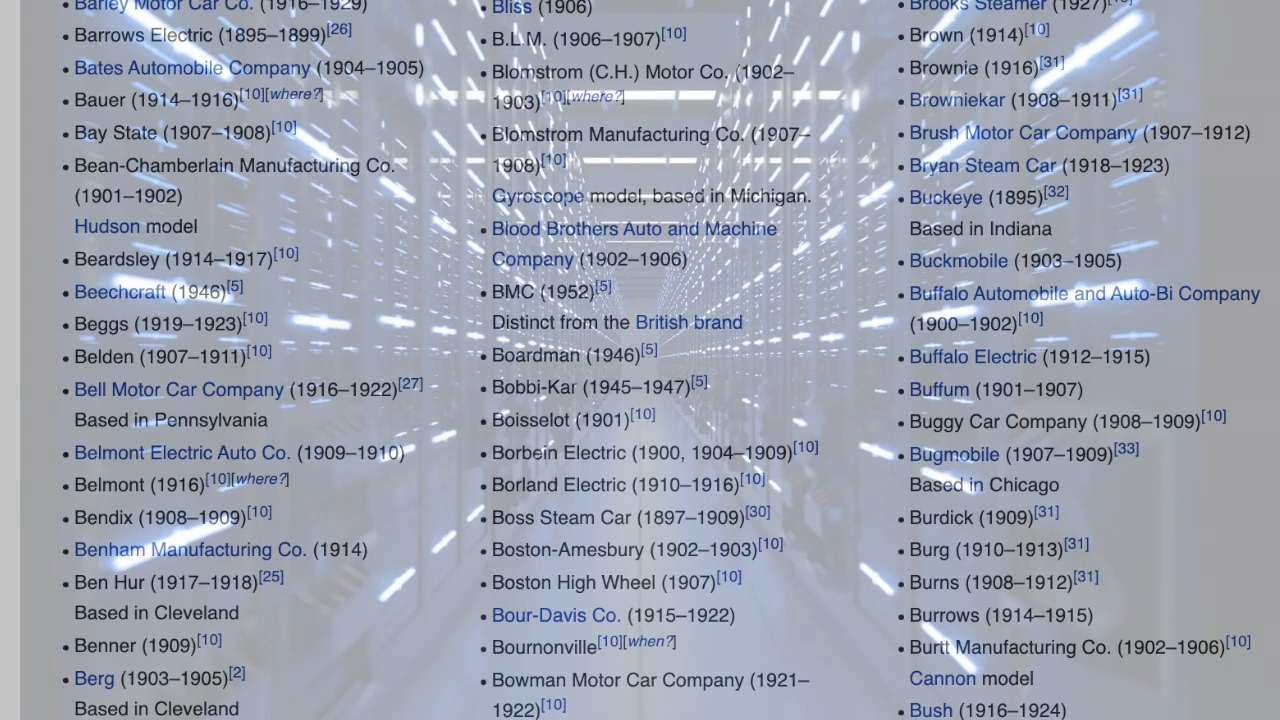 Barley Motor Car Co. (1916–1929)
• Barrows Electric (1895–1899)[26]
• Bates Automobile Company (1904–1905)
• Bauer (1914–1916)[10][where?]
• Bay State (1907–1908)[10]
• Bean-Chamberlain Manufacturing Co.
(1901–1902)
Hudson model
• Beardsley (1914–1917)[10]
• Beechcraft (1946)[5]
• Beggs (1919–1923)[10]
• Belden (1907–1911)[10]
• Bell Motor Car Company (1916–1922)[27]
Based in Pennsylvania
• Belmont Electric Auto Co. (1909–1910)
• Belmont (1916)[10][where?]
• Bendix (1908–1909)[10]
• Benham Manufacturing Co. (1914)
• Ben Hur (1917–1918)[25]
Based in Cleveland
• Benner (1909)[10]
• Berg (1903–1905)[2]
Based in Cleveland
Bliss (1906)
• B.L.M. (1906–1907)[10]
• Blomstrom (C.H.) Motor Co. (1902–
1903)[10][where?]
• Blomstrom Manufacturing Co. (1907–
1908)[10]
Gyroscope model, based in Michigan.
• Blood Brothers Auto and Machine
Company (1902–1906)
• BMC (1952)[5]
Distinct from the British brand
• Boardman (1946)[5]
• Bobbi-Kar (1945–1947)[5]
• Boisselot (1901)[10]
• Borbein Electric (1900, 1904–1909)[10]
• Borland Electric (1910–1916)[10]
• Boss Steam Car (1897–1909)[30]
• Boston-Amesbury (1902–1903)[10]
• Boston High Wheel (1907)[10]
• Bour-Davis Co. (1915–1922)
• Bournonville[10][when?]
• Bowman Motor Car Company (1921–
1922)[10]
Brooks Steamer (1927)
• Brown (1914)[10]
• Brownie (1916)[31]
• Browniekar (1908–1911)[31]
• Brush Motor Car Company (1907–1912)
• Bryan Steam Car (1918–1923)
• Buckeye (1895)[32]
Based in Indiana
• Buckmobile (1903–1905)
• Buffalo Automobile and Auto-Bi Company
(1900–1902)[10]
• Buffalo Electric (1912–1915)
• Buffum (1901–1907)
• Buggy Car Company (1908–1909)[10]
• Bugmobile (1907–1909)[33]
Based in Chicago
• Burdick (1909)[31]
• Burg (1910–1913)[31]
• Burns (1908–1912)[31]
• Burrows (1914–1915)
• Burtt Manufacturing Co. (1902–1906)[10]
Cannon model
• Bush (1916–1924)